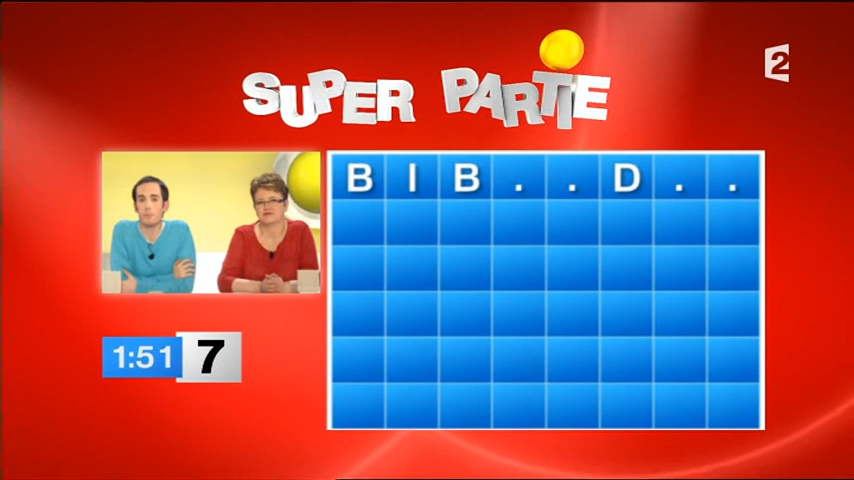 SUPER PARTIE
2
B I B . . D . .
1:51 7